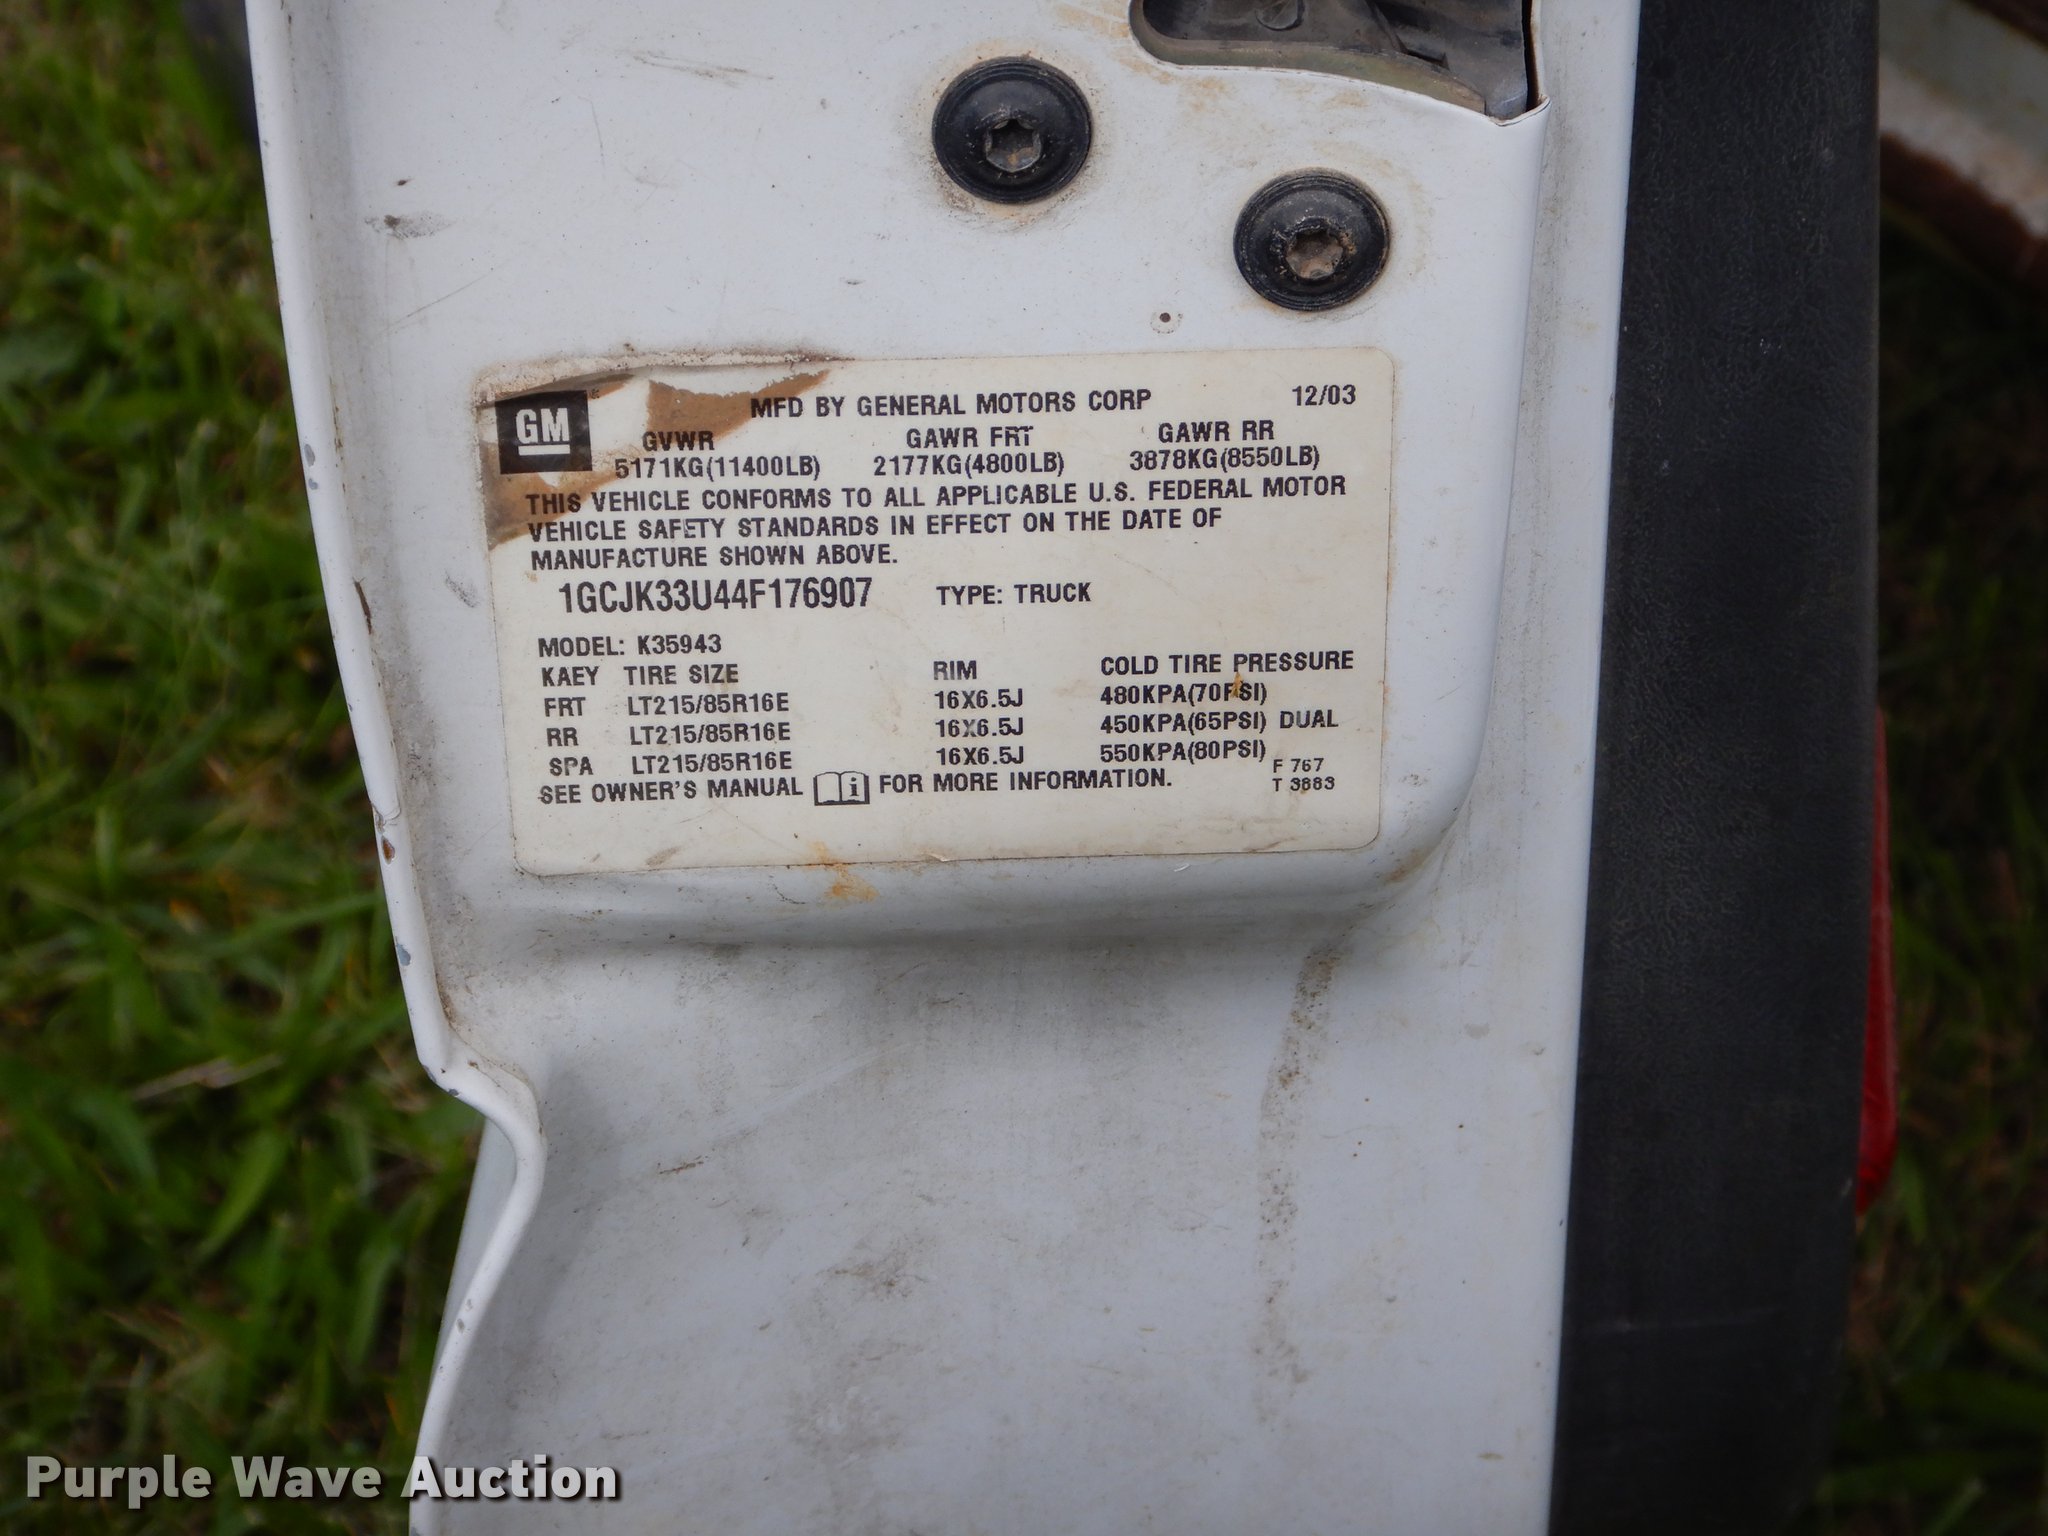 GM MFD BY GENERAL MOTORS CORP 12/03
GVWR GAWR FRT GAWR RR
5171KG(11400LB) 2177KG(4800LB) 3878KG(8550LB)
THIS VEHICLE CONFORMS TO ALL APPLICABLE U.S. FEDERAL MOTOR
VEHICLE SAFETY STANDARDS IN EFFECT ON THE DATE OF
MANUFACTURE SHOWN ABOVE.
1GCJK33U44F176907 TYPE: TRUCK
MODEL: K35943
KAEY TIRE SIZE RIM COLD TIRE PRESSURE
FRT LT215/85R16E 16X6.5J 480KPA(70PSI)
RR LT215/85R16E 16X6.5J 450KPA(65PSI) DUAL
SPA LT215/85R16E 16X6.5J 550KPA(80PSI)
SEE OWNER'S MANUAL i FOR MORE INFORMATION.
F 767
T 3883
Purple Wave Auction